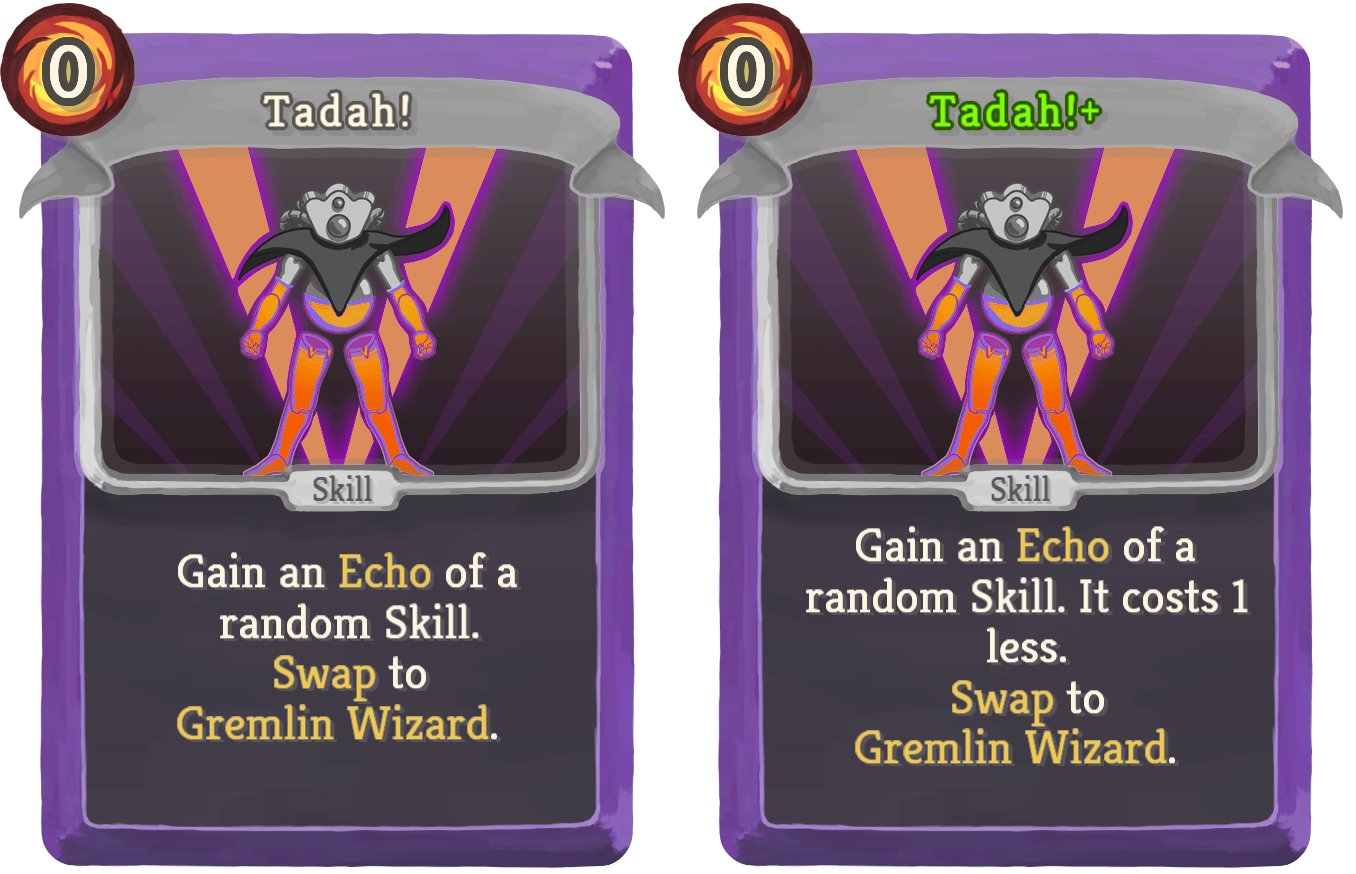 0
Tadah!
Skill
Gain an Echo of a
random Skill.
Swap to
Gremlin Wizard.
0
Tadah!+
Skill
Gain an Echo of a
random Skill. It costs 1
less.
Swap to
Gremlin Wizard.